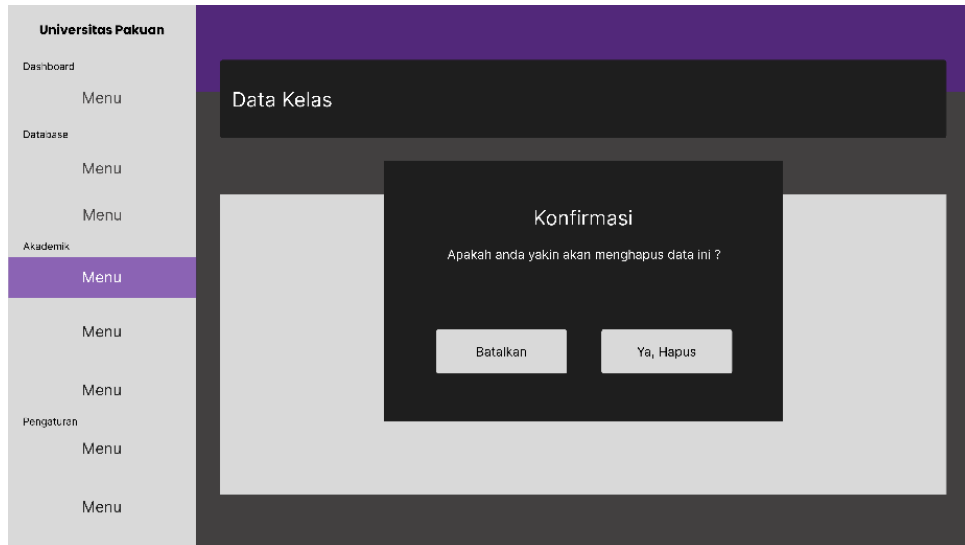 Universitas Pakuan
Dashboard
Menu
Database
Menu
Menu
Akademik
Menu
Menu
Menu
Pengaturan
Menu
Menu
Data Kelas
Konfirmasi
Apakah anda yakin akan menghapus data ini ?
Batalkan
Ya, Hapus